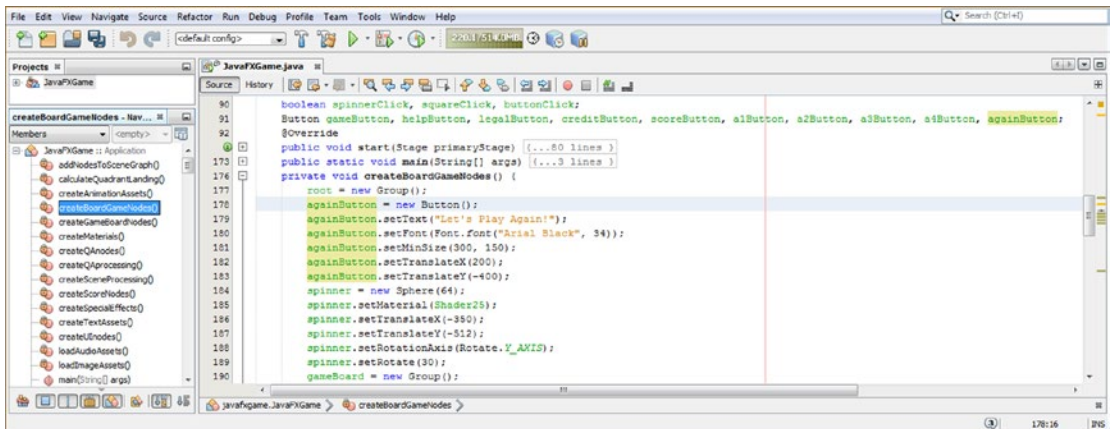 File Edit View Navigate Source Refactor Run Debug Profile Team Tools Window Help
Search (Ctrl+I)
<default config>
Projects
JavaFXGame
createBoardGameNodes - Nav...
Members
<empty>
JavaFXGame :: Application
addNodesToSceneGraph()
calculateQuadrantLanding()
createAnimationAssets()
createBoardGameNodes()
createGameBoardNodes()
createMaterials()
createQAnodes()
createQAprocessing()
createSceneProcessing()
createScoreNodes()
createSpecialEffects()
createTextAssets()
createUInodes()
loadAudioAssets()
loadImageAssets()
main(String[] args)
JavaFXGame.java
Source History
90 boolean spinnerClick, squareClick, buttonClick;
91 Button gameButton, helpButton, legalButton, creditButton, scoreButton, a1Button, a2Button, a3Button, a4Button, againButton;
92 @Override
public void start(Stage primaryStage) {...80 lines }
173 public static void main(String[] args) {...3 lines }
176 private void createBoardGameNodes() {
177 root = new Group();
178 againButton = new Button();
179 againButton.setText("Let's Play Again!");
180 againButton.setFont(Font.font("Arial Black", 34));
181 againButton.setMinSize(300, 150);
182 againButton.setTranslateX(200);
183 againButton.setTranslateY(-400);
184 spinner = new Sphere(64);
185 spinner.setMaterial(Shader25);
186 spinner.setTranslateX(-350);
187 spinner.setTranslateY(-512);
188 spinner.setRotationAxis(Rotate.Y_AXIS);
189 spinner.setRotate(30);
190 gameBoard = new Group();
javafxgame.JavaFXGame
createBoardGameNodes
178:16
INS